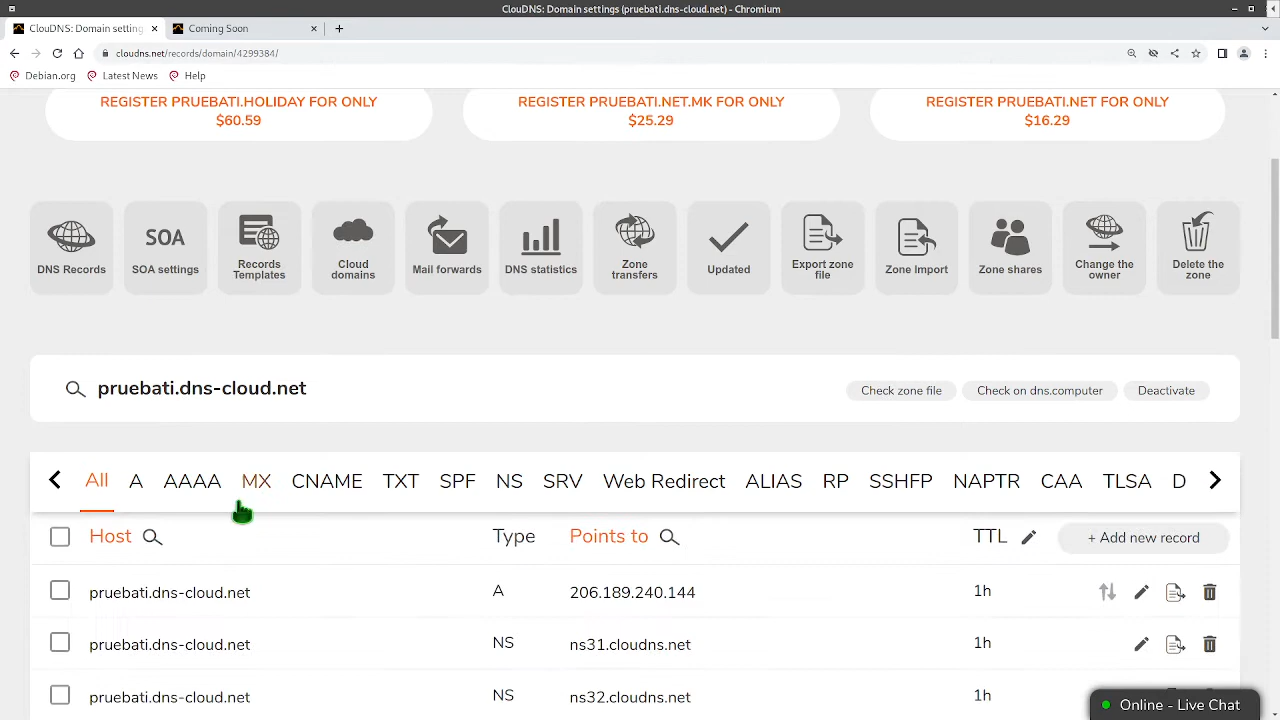 ClouDNS: Domain settings (pruebati.dns-cloud.net) - Chromium
ClouDNS: Domain setting
Coming Soon
cloudns.net/records/domain/4299384/
Debian.org
Latest News
Help
REGISTER PRUEBATI.HOLIDAY FOR ONLY
$60.59
REGISTER PRUEBATI.NET.MK FOR ONLY
$25.29
REGISTER PRUEBATI.NET FOR ONLY
$16.29
DNS Records
SOA
SOA settings
Records
Templates
Cloud
domains
Mail forwards
DNS statistics
Zone
transfers
Updated
Export zone
file
Zone Import
Zone shares
Change the
owner
Delete the
zone
pruebati.dns-cloud.net
Check zone file
Check on dns.computer
Deactivate
All A AAAA MX CNAME TXT SPF NS SRV Web Redirect ALIAS RP SSHFP NAPTR CAA TLSA D
Host Type Points to TTL + Add new record
pruebati.dns-cloud.net A 206.189.240.144 1h
pruebati.dns-cloud.net NS ns31.cloudns.net 1h
pruebati.dns-cloud.net NS ns32.cloudns.net 1h
Online - Live Chat